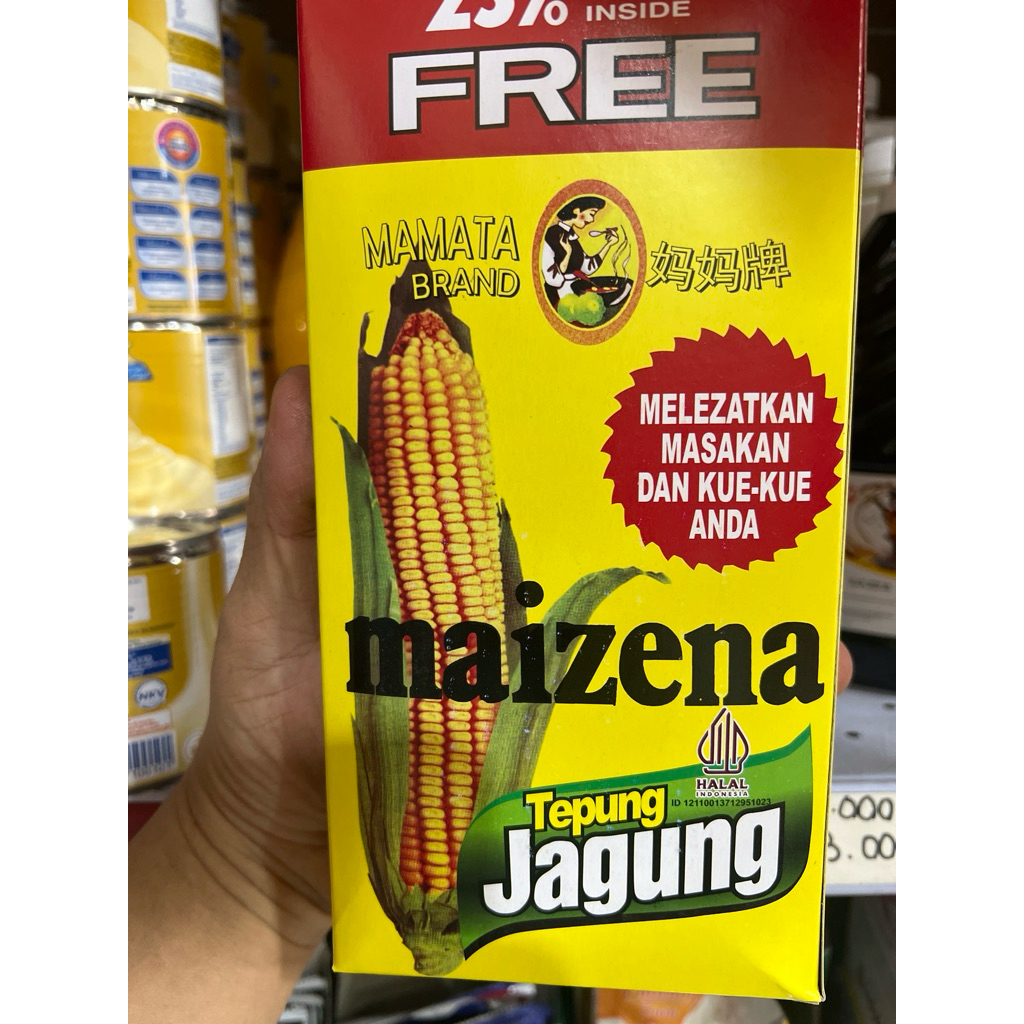 25% INSIDE
FREE
MAMATA
BRAND
妈妈牌
MELEZATKAN
MASAKAN
DAN KUE-KUE
ANDA
maizena
HALAL
INDONESIA
ID 12110013712951023
Tepung
Jagung
NKV